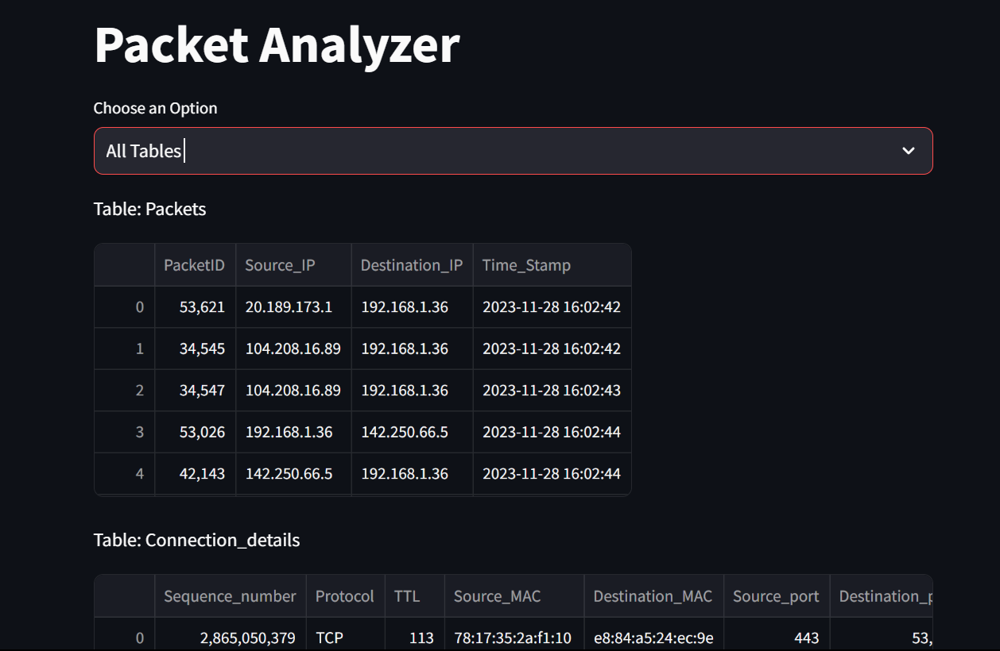 Packet Analyzer
Choose an Option
All Tables
Table: Packets
PacketID Source_IP Destination_IP Time_Stamp
0 53,621 20.189.173.1 192.168.1.36 2023-11-28 16:02:42
1 34,545 104.208.16.89 192.168.1.36 2023-11-28 16:02:42
2 34,547 104.208.16.89 192.168.1.36 2023-11-28 16:02:43
3 53,026 192.168.1.36 142.250.66.5 2023-11-28 16:02:44
4 42,143 142.250.66.5 192.168.1.36 2023-11-28 16:02:44
Table: Connection_details
Sequence_number Protocol TTL Source_MAC Destination_MAC Source_port Destination_p
0 2,865,050,379 TCP 113 78:17:35:2a:f1:10 e8:84:a5:24:ec:9e 443 53,